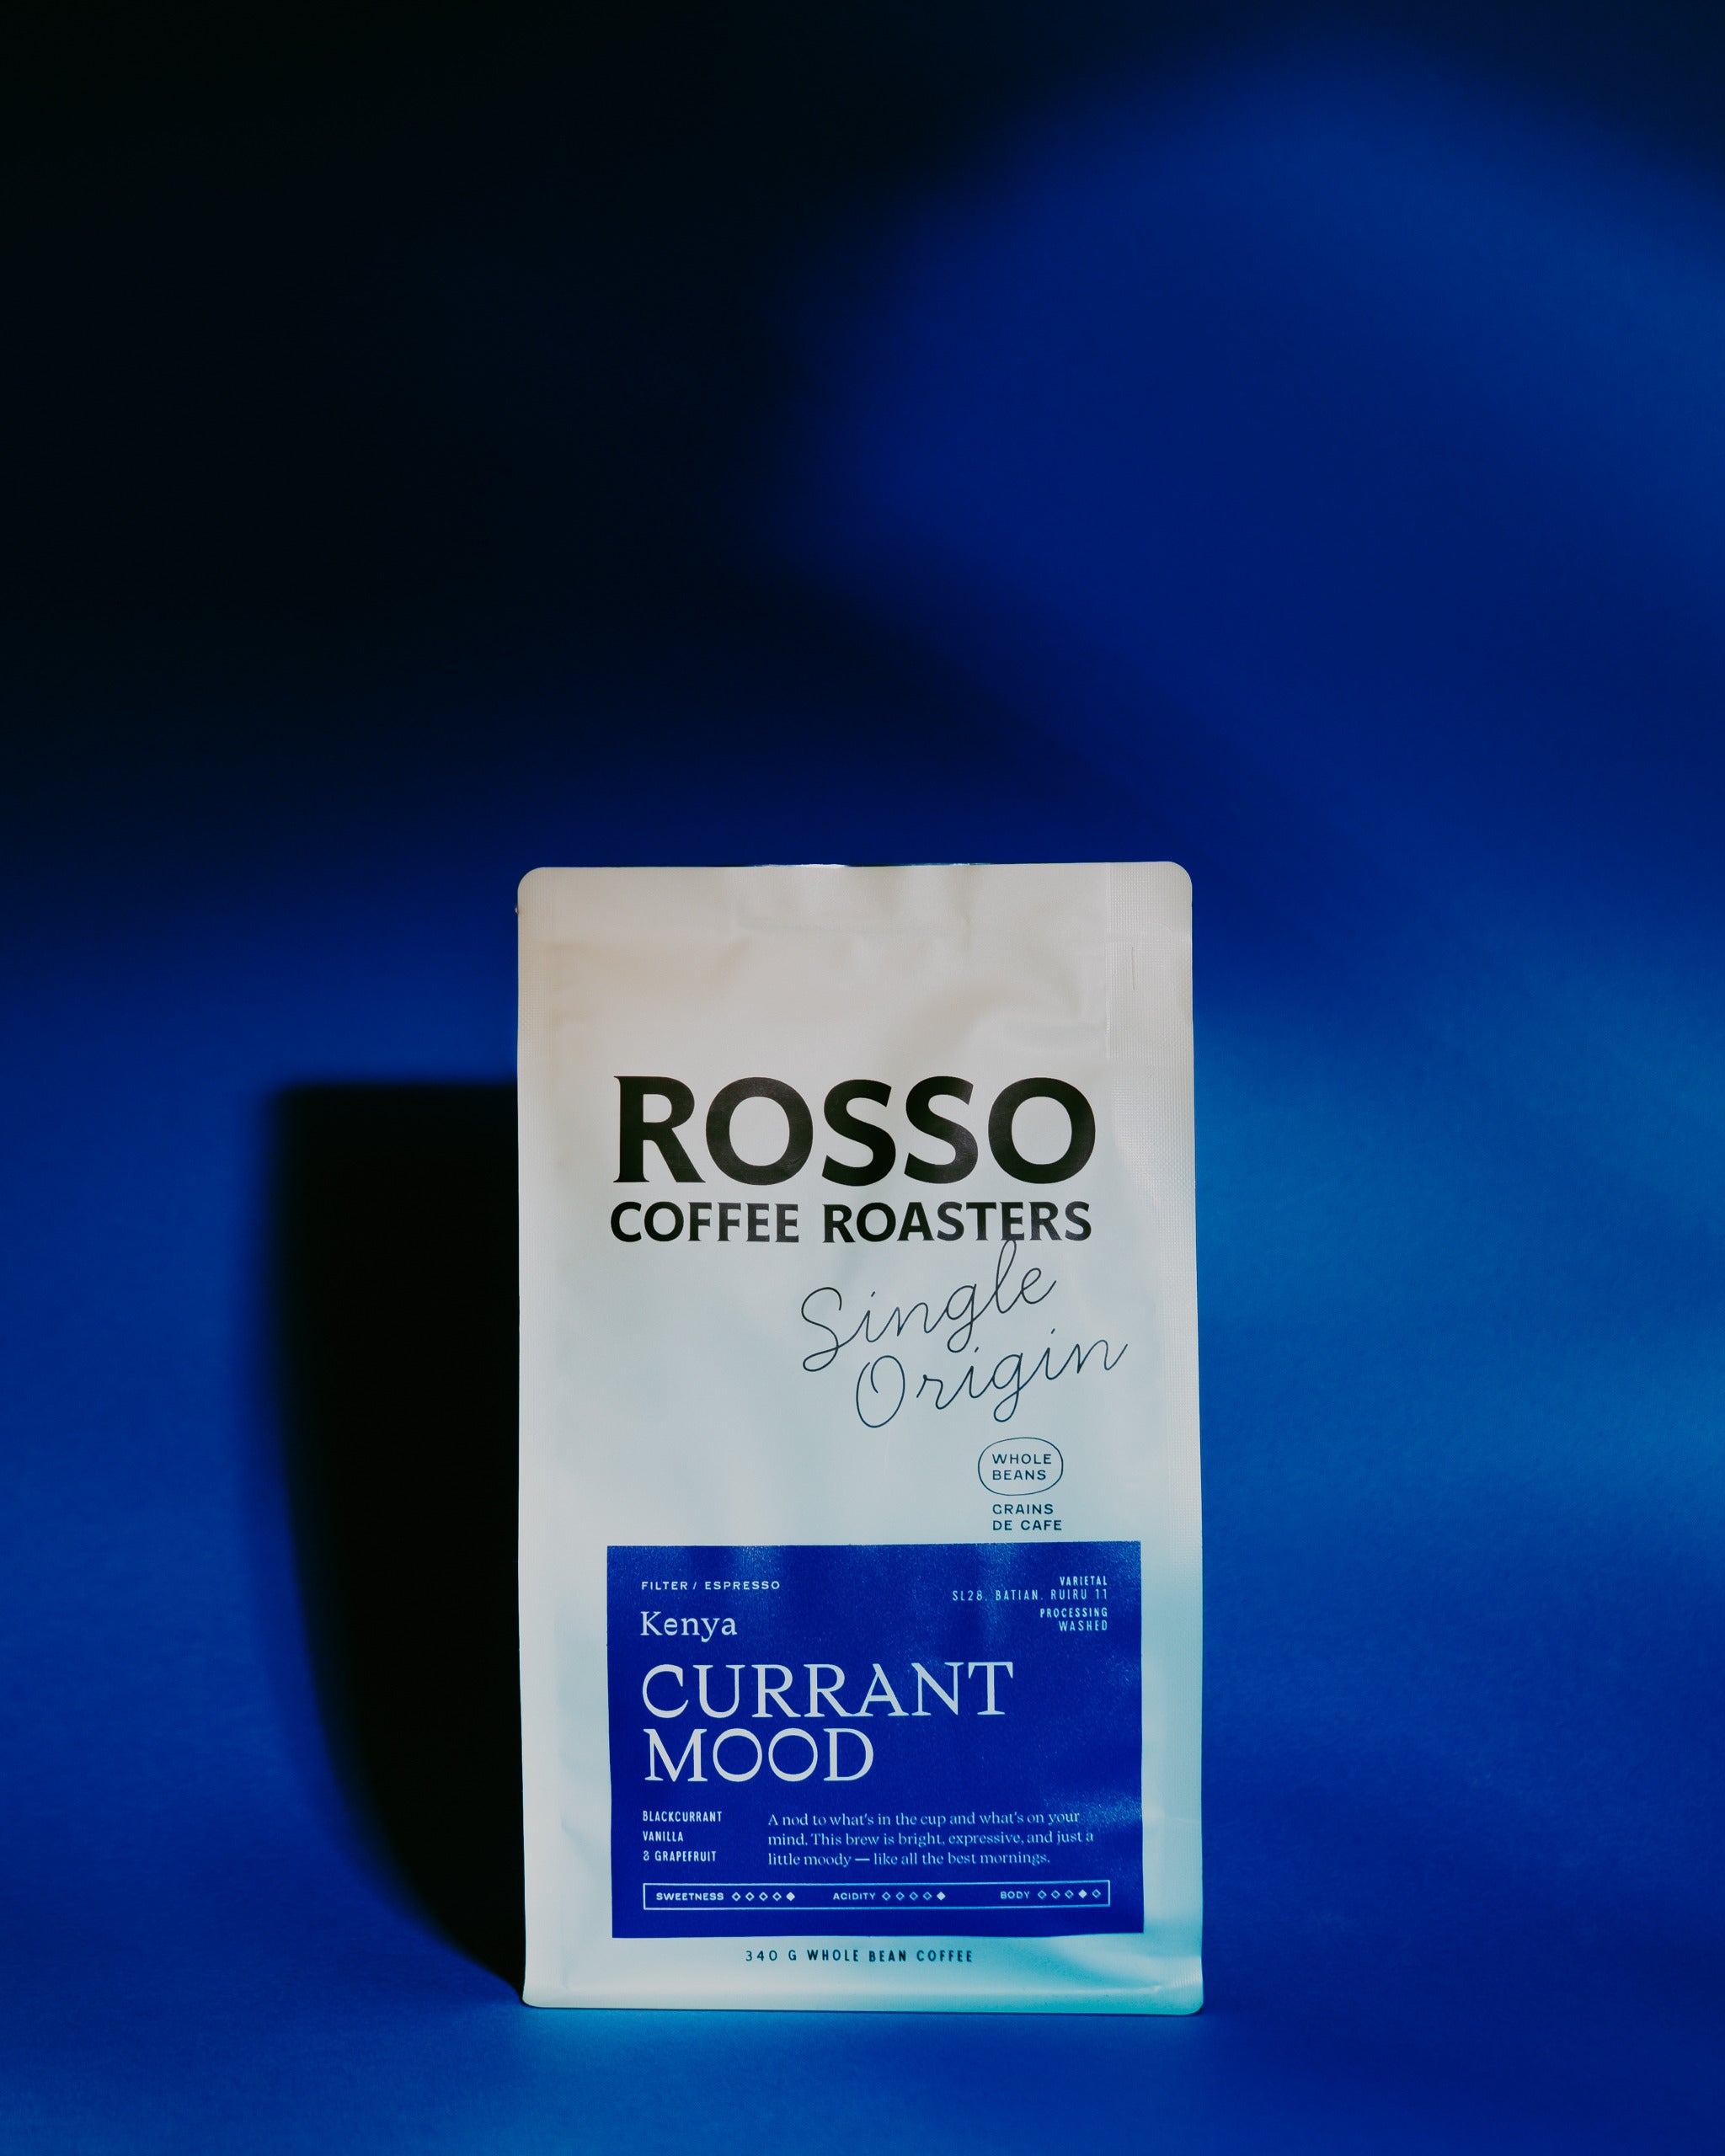 ROSSO
COFFEE ROASTERS
Single
Origin
WHOLE
BEANS
GRAINS
DE CAFE
FILTER / ESPRESSO
Kenya
VARIETAL
SL28, BATIAN, RUIRU 11
PROCESSING
WASHED
CURRANT
MOOD
BLACKCURRANT
VANILLA
& GRAPEFRUIT
A nod to what's in the cup and what's on your
mind. This brew is bright, expressive, and just a
little moody — like all the best mornings.
SWEETNESS ◇◇◇◇◆ ACIDITY ◇◇◇◇◆ BODY ◇◇◇◆◇
340 G WHOLE BEAN COFFEE